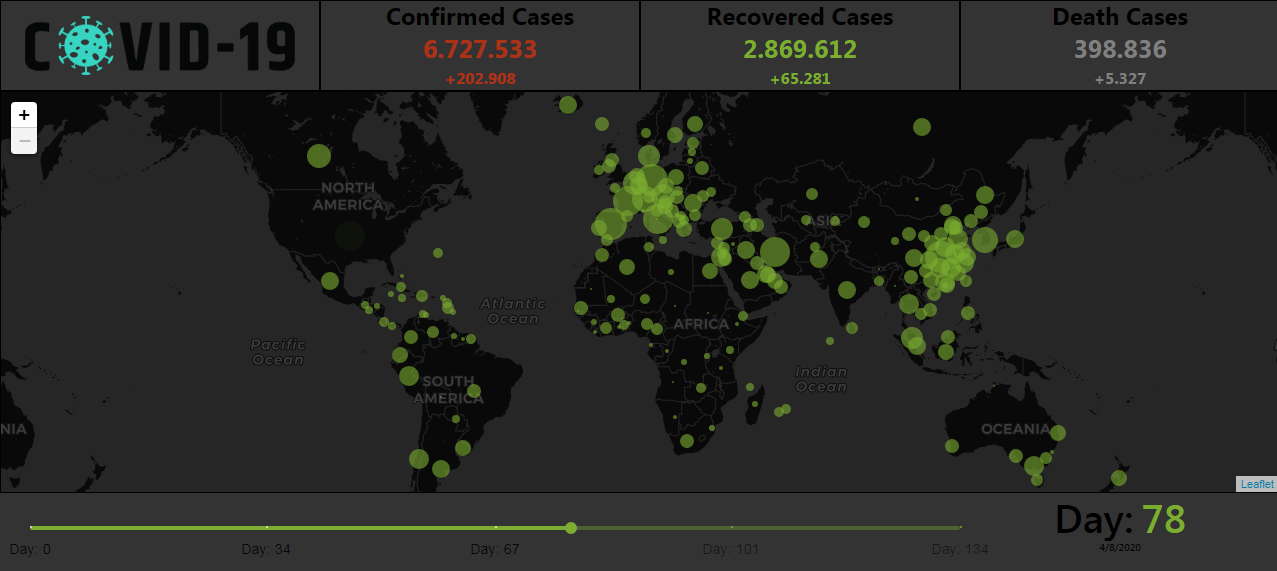 COVID-19
Confirmed Cases
6.727.533
+202.908
Recovered Cases
2.869.612
+65.281
Death Cases
398.836
+5.327
+
−
NORTH
AMERICA
ASIA
Atlantic
Ocean
AFRICA
Pacific
Ocean
Indian
Ocean
SOUTH
AMERICA
NIA
OCEANIA
Leaflet
Day: 0
Day: 34
Day: 67
Day: 101
Day: 134
Day: 78
4/8/2020